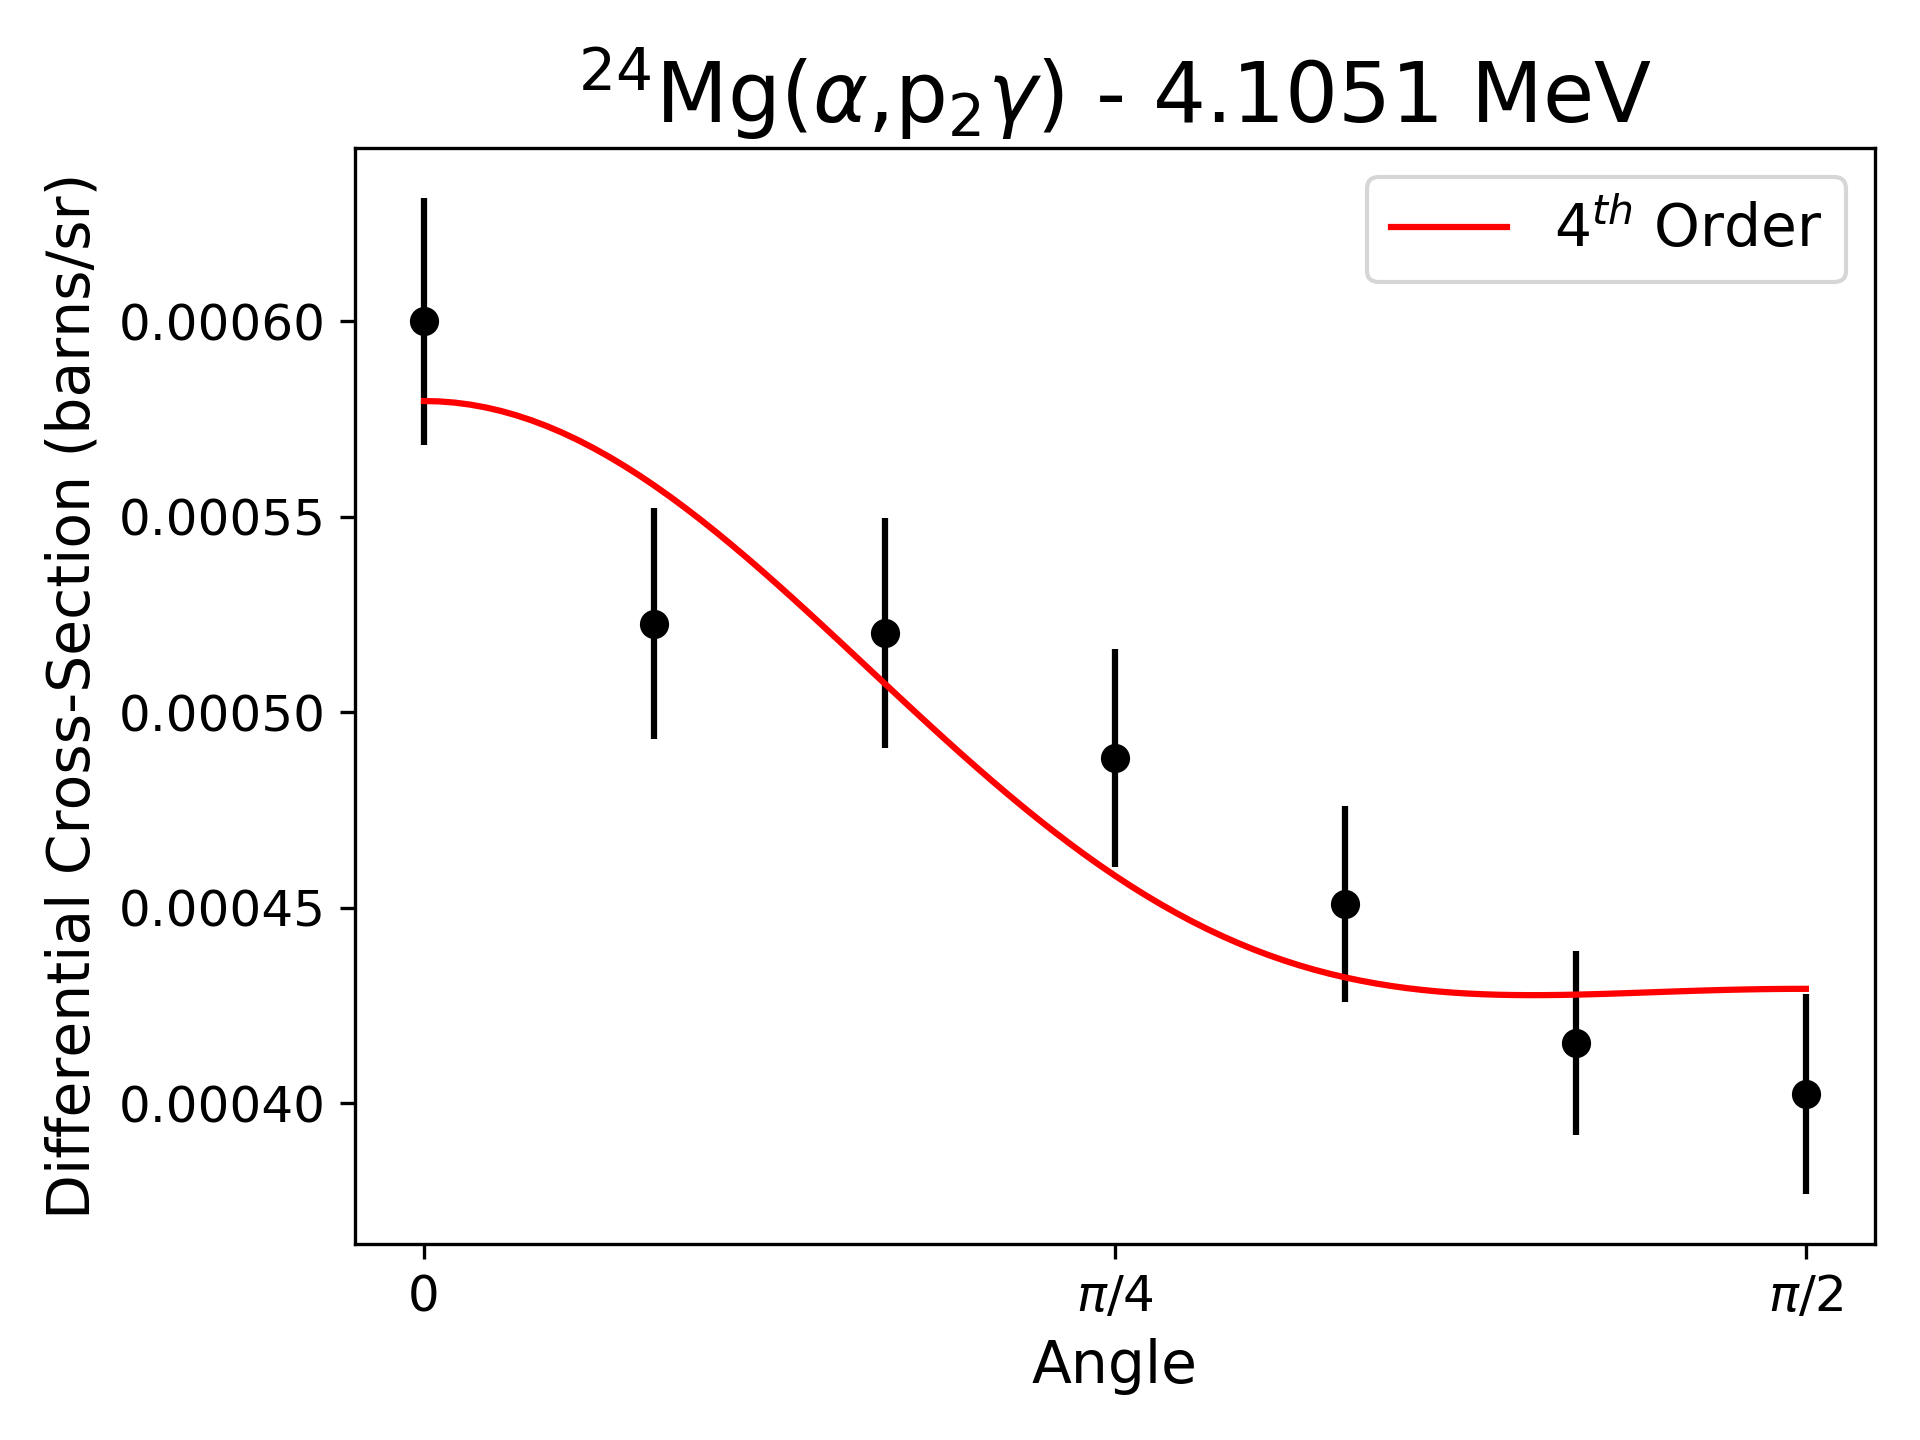 ²⁴Mg(α,p₂γ) - 4.1051 MeV
4ᵗʰ Order
Differential Cross-Section (barns/sr)
0.00060
0.00055
0.00050
0.00045
0.00040
0 π/4 π/2
Angle